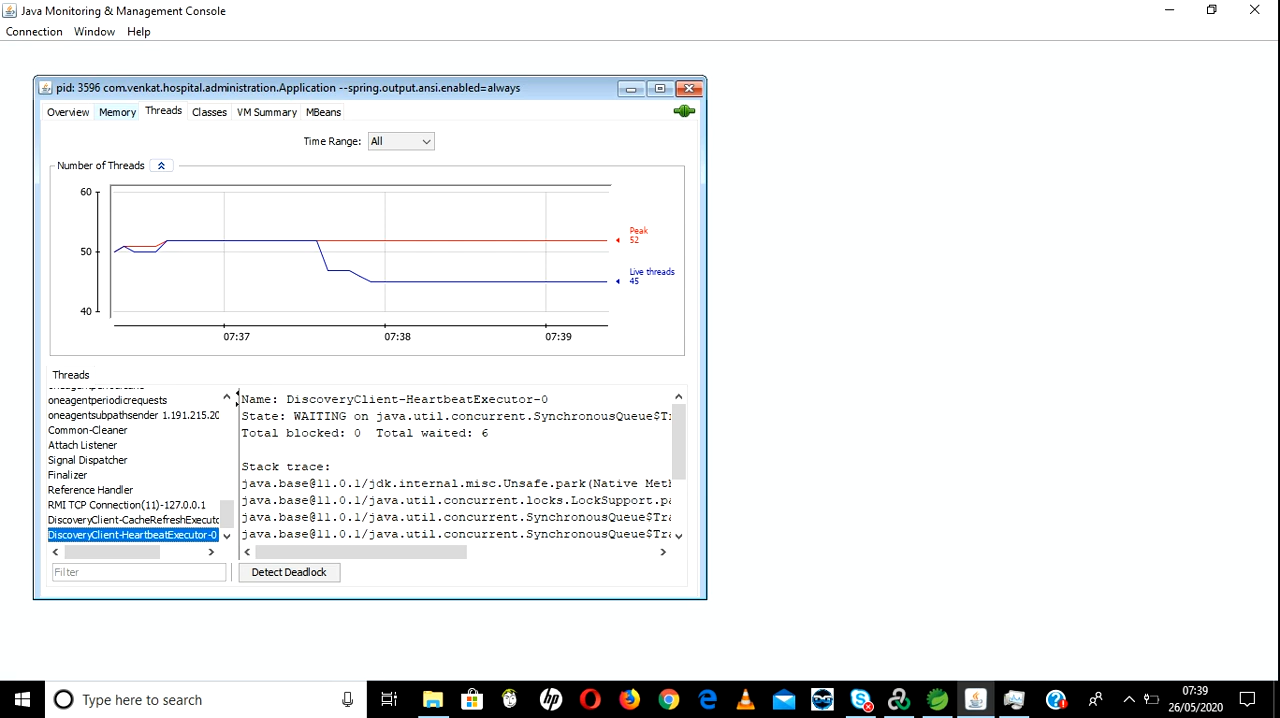 Java Monitoring & Management Console
Connection Window Help
pid: 3596 com.venkat.hospital.administration.Application --spring.output.ansi.enabled=always
Overview Memory Threads Classes VM Summary MBeans
Time Range: All
Number of Threads
60
50
40
Peak
52
Live threads
45
07:37 07:38 07:39
Threads
oneagentperiodicrequests
oneagentsubpathsender 1.191.215.20
Common-Cleaner
Attach Listener
Signal Dispatcher
Finalizer
Reference Handler
RMI TCP Connection(11)-127.0.0.1
DiscoveryClient-CacheRefreshExecuto
DiscoveryClient-HeartbeatExecutor-0
Filter
Name: DiscoveryClient-HeartbeatExecutor-0
State: WAITING on java.util.concurrent.SynchronousQueue$Tr
Total blocked: 0 Total waited: 6
Stack trace:
java.base@11.0.1/jdk.internal.misc.Unsafe.park(Native Met
java.base@11.0.1/java.util.concurrent.locks.LockSupport.pa
java.base@11.0.1/java.util.concurrent.SynchronousQueue$Tra
java.base@11.0.1/java.util.concurrent.SynchronousQueue$Tra
Detect Deadlock
Type here to search
hp
07:39
26/05/2020